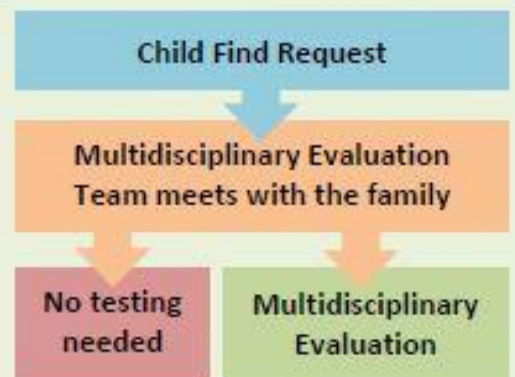 Child Find Request
Multidisciplinary Evaluation
Team meets with the family
No testing
needed
Multidisciplinary
Evaluation